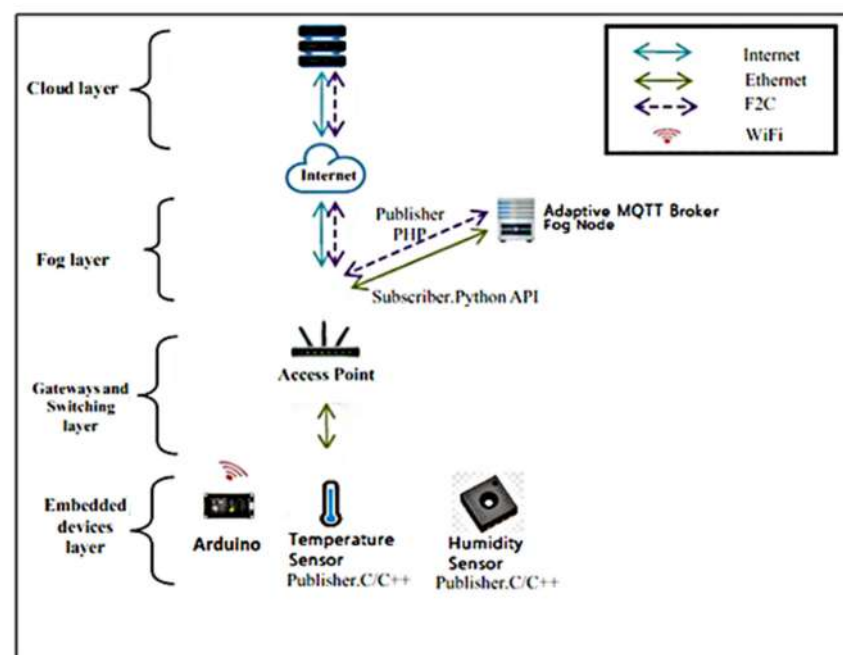 Cloud layer
Internet
Ethernet
F2C
WiFi
Internet
Fog layer
Publisher
PHP
Adaptive MQTT Broker
Fog Node
Subscriber.Python API
Gateways and
Switching
layer
Access Point
Embedded
devices
layer
Arduino
Temperature
Sensor
Publisher.C/C++
Humidity
Sensor
Publisher.C/C++